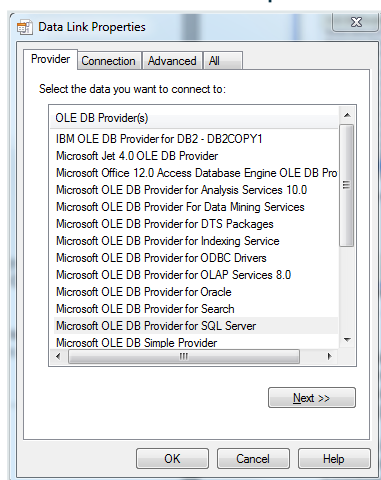 Data Link Properties
Provider Connection Advanced All
Select the data you want to connect to:
OLE DB Provider(s)
IBM OLE DB Provider for DB2 - DB2COPY1
Microsoft Jet 4.0 OLE DB Provider
Microsoft Office 12.0 Access Database Engine OLE DB Pro
Microsoft OLE DB Provider for Analysis Services 10.0
Microsoft OLE DB Provider For Data Mining Services
Microsoft OLE DB Provider for DTS Packages
Microsoft OLE DB Provider for Indexing Service
Microsoft OLE DB Provider for ODBC Drivers
Microsoft OLE DB Provider for OLAP Services 8.0
Microsoft OLE DB Provider for Oracle
Microsoft OLE DB Provider for Search
Microsoft OLE DB Provider for SQL Server
Microsoft OLE DB Simple Provider
Next >>
OK Cancel Help